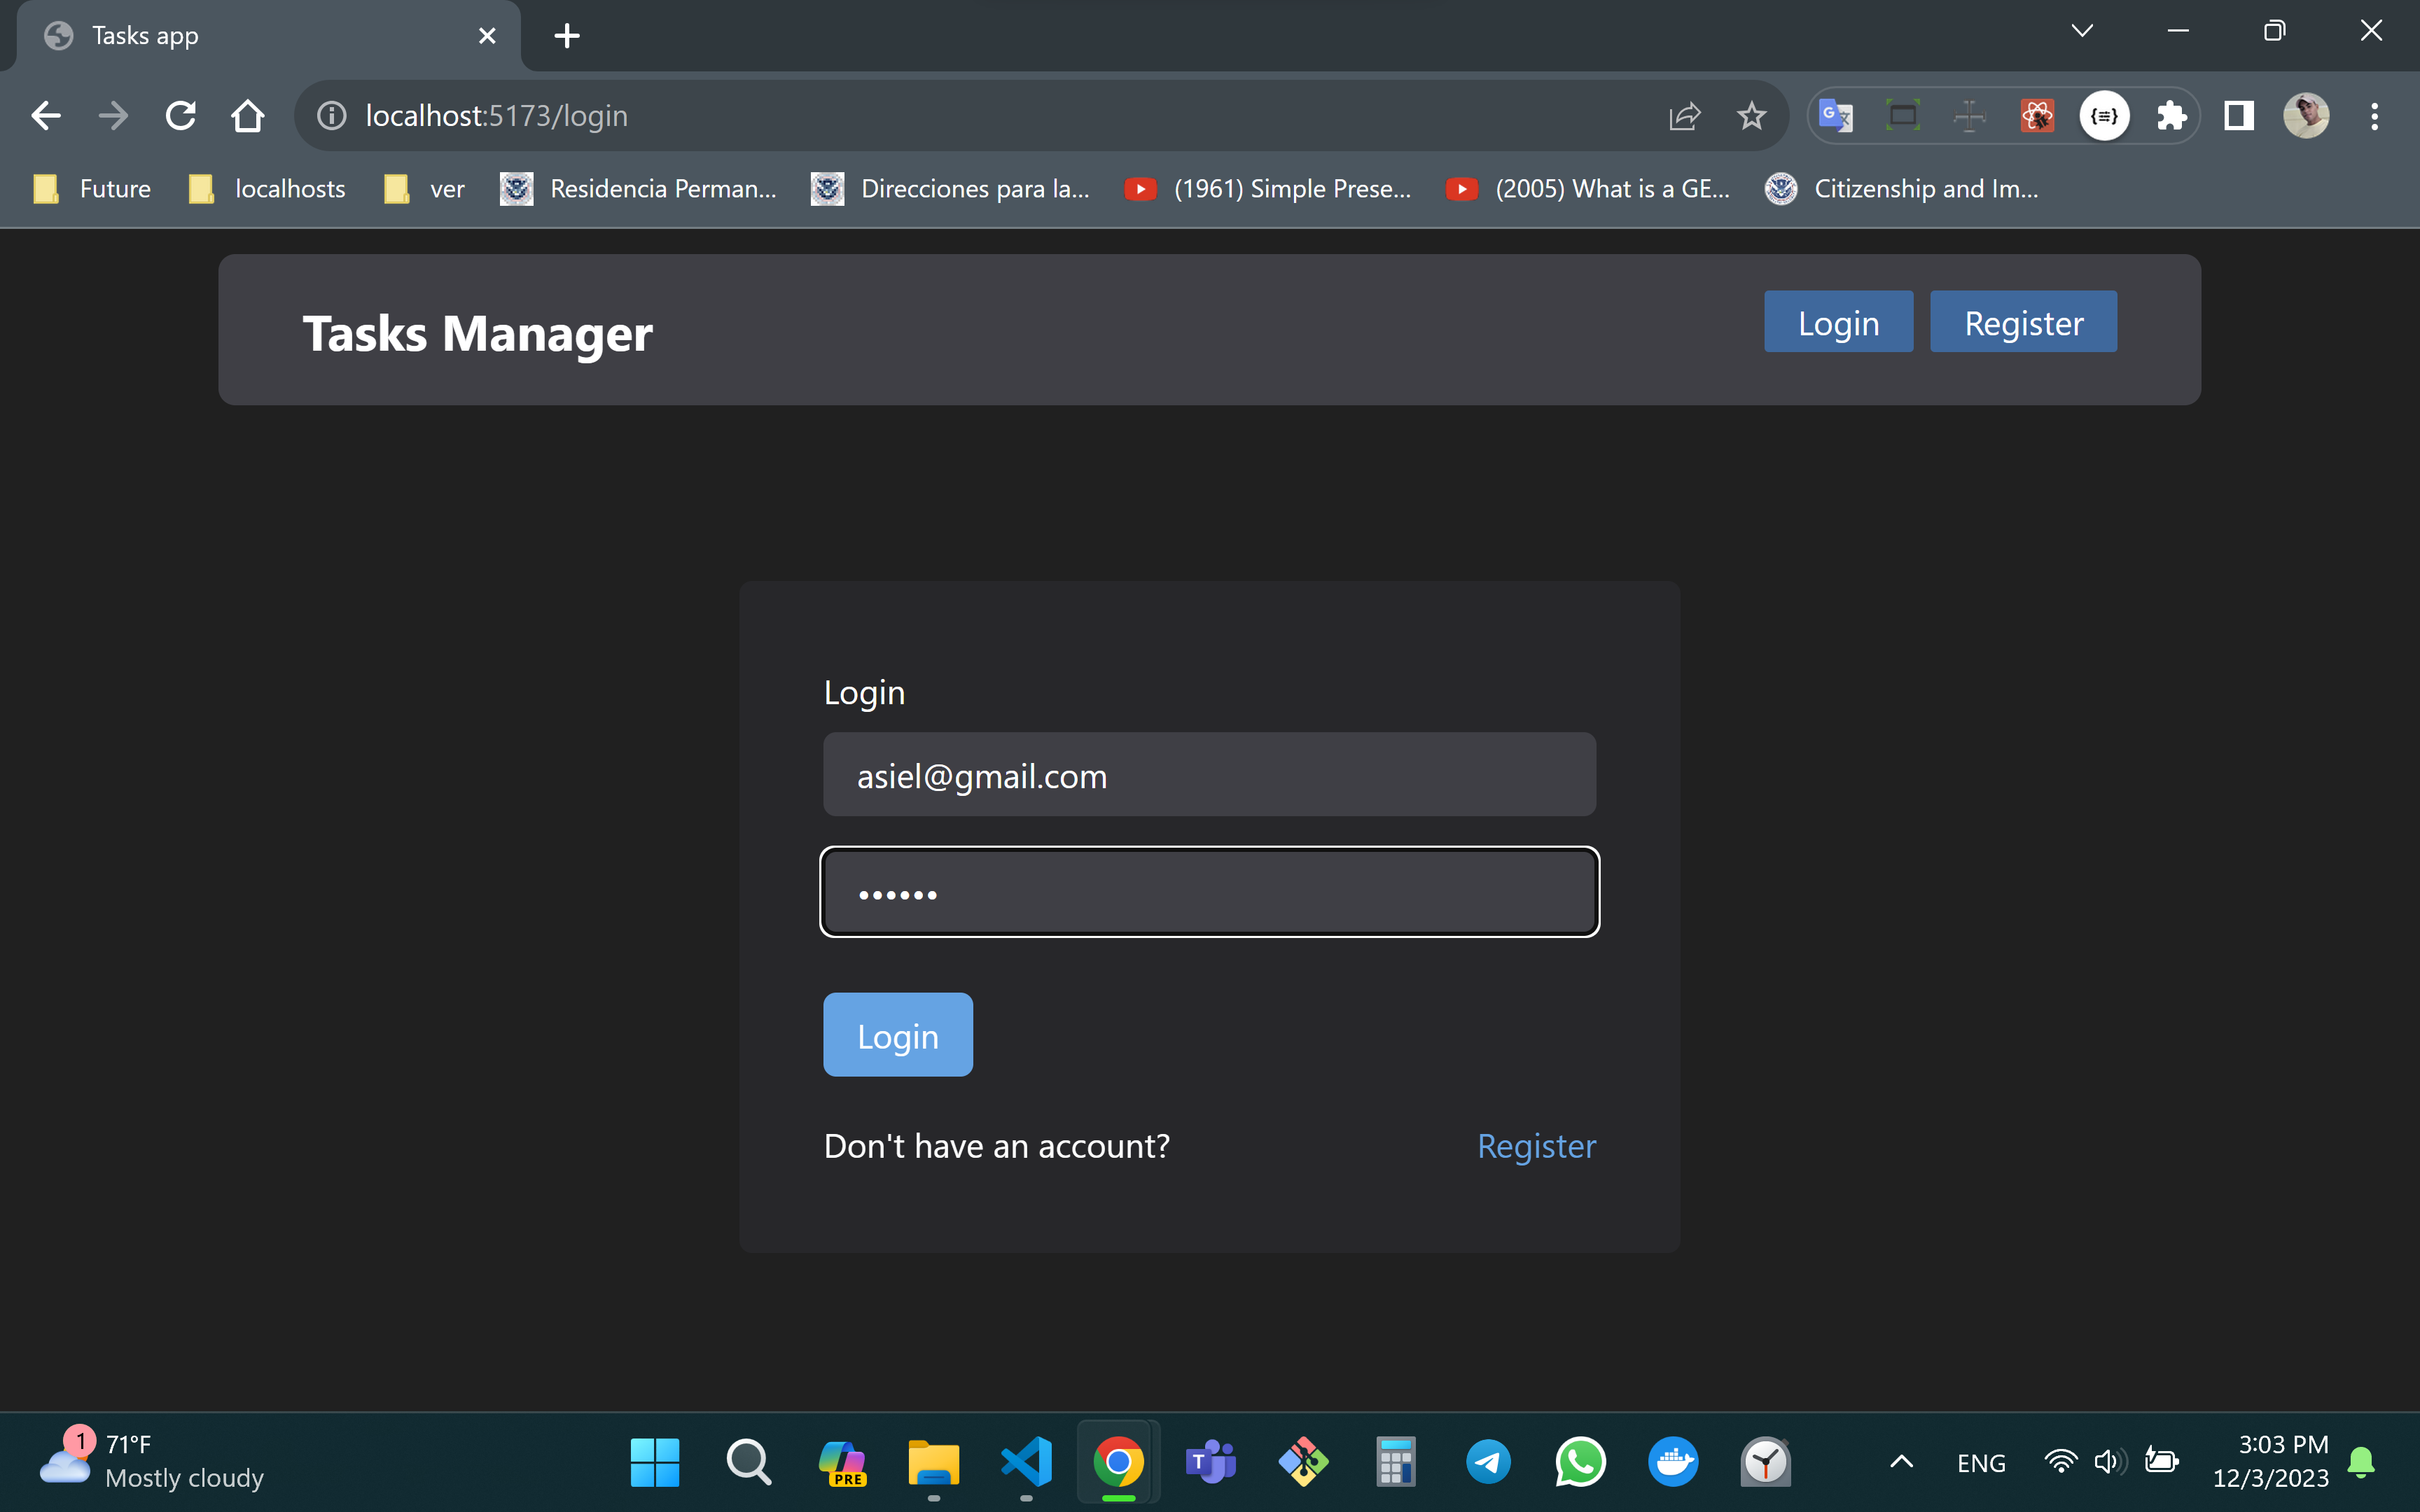 Tasks app
localhost:5173/login
Future
localhosts
ver
Residencia Perman...
Direcciones para la...
(1961) Simple Prese...
(2005) What is a GE...
Citizenship and Im...
Tasks Manager
Login
Register
Login
asiel@gmail.com
••••••
Login
Don't have an account?
Register
1
71°F
Mostly cloudy
PRE
T
ENG
3:03 PM
12/3/2023